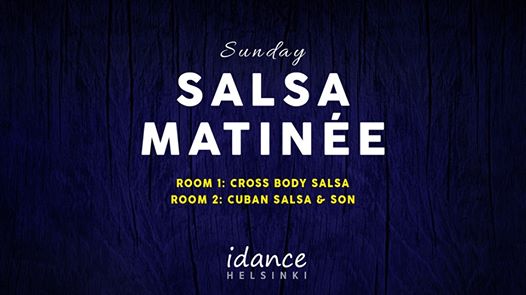 Sunday
SALSA
MATINÉE
ROOM 1: CROSS BODY SALSA
ROOM 2: CUBAN SALSA & SON
idance
HELSINKI